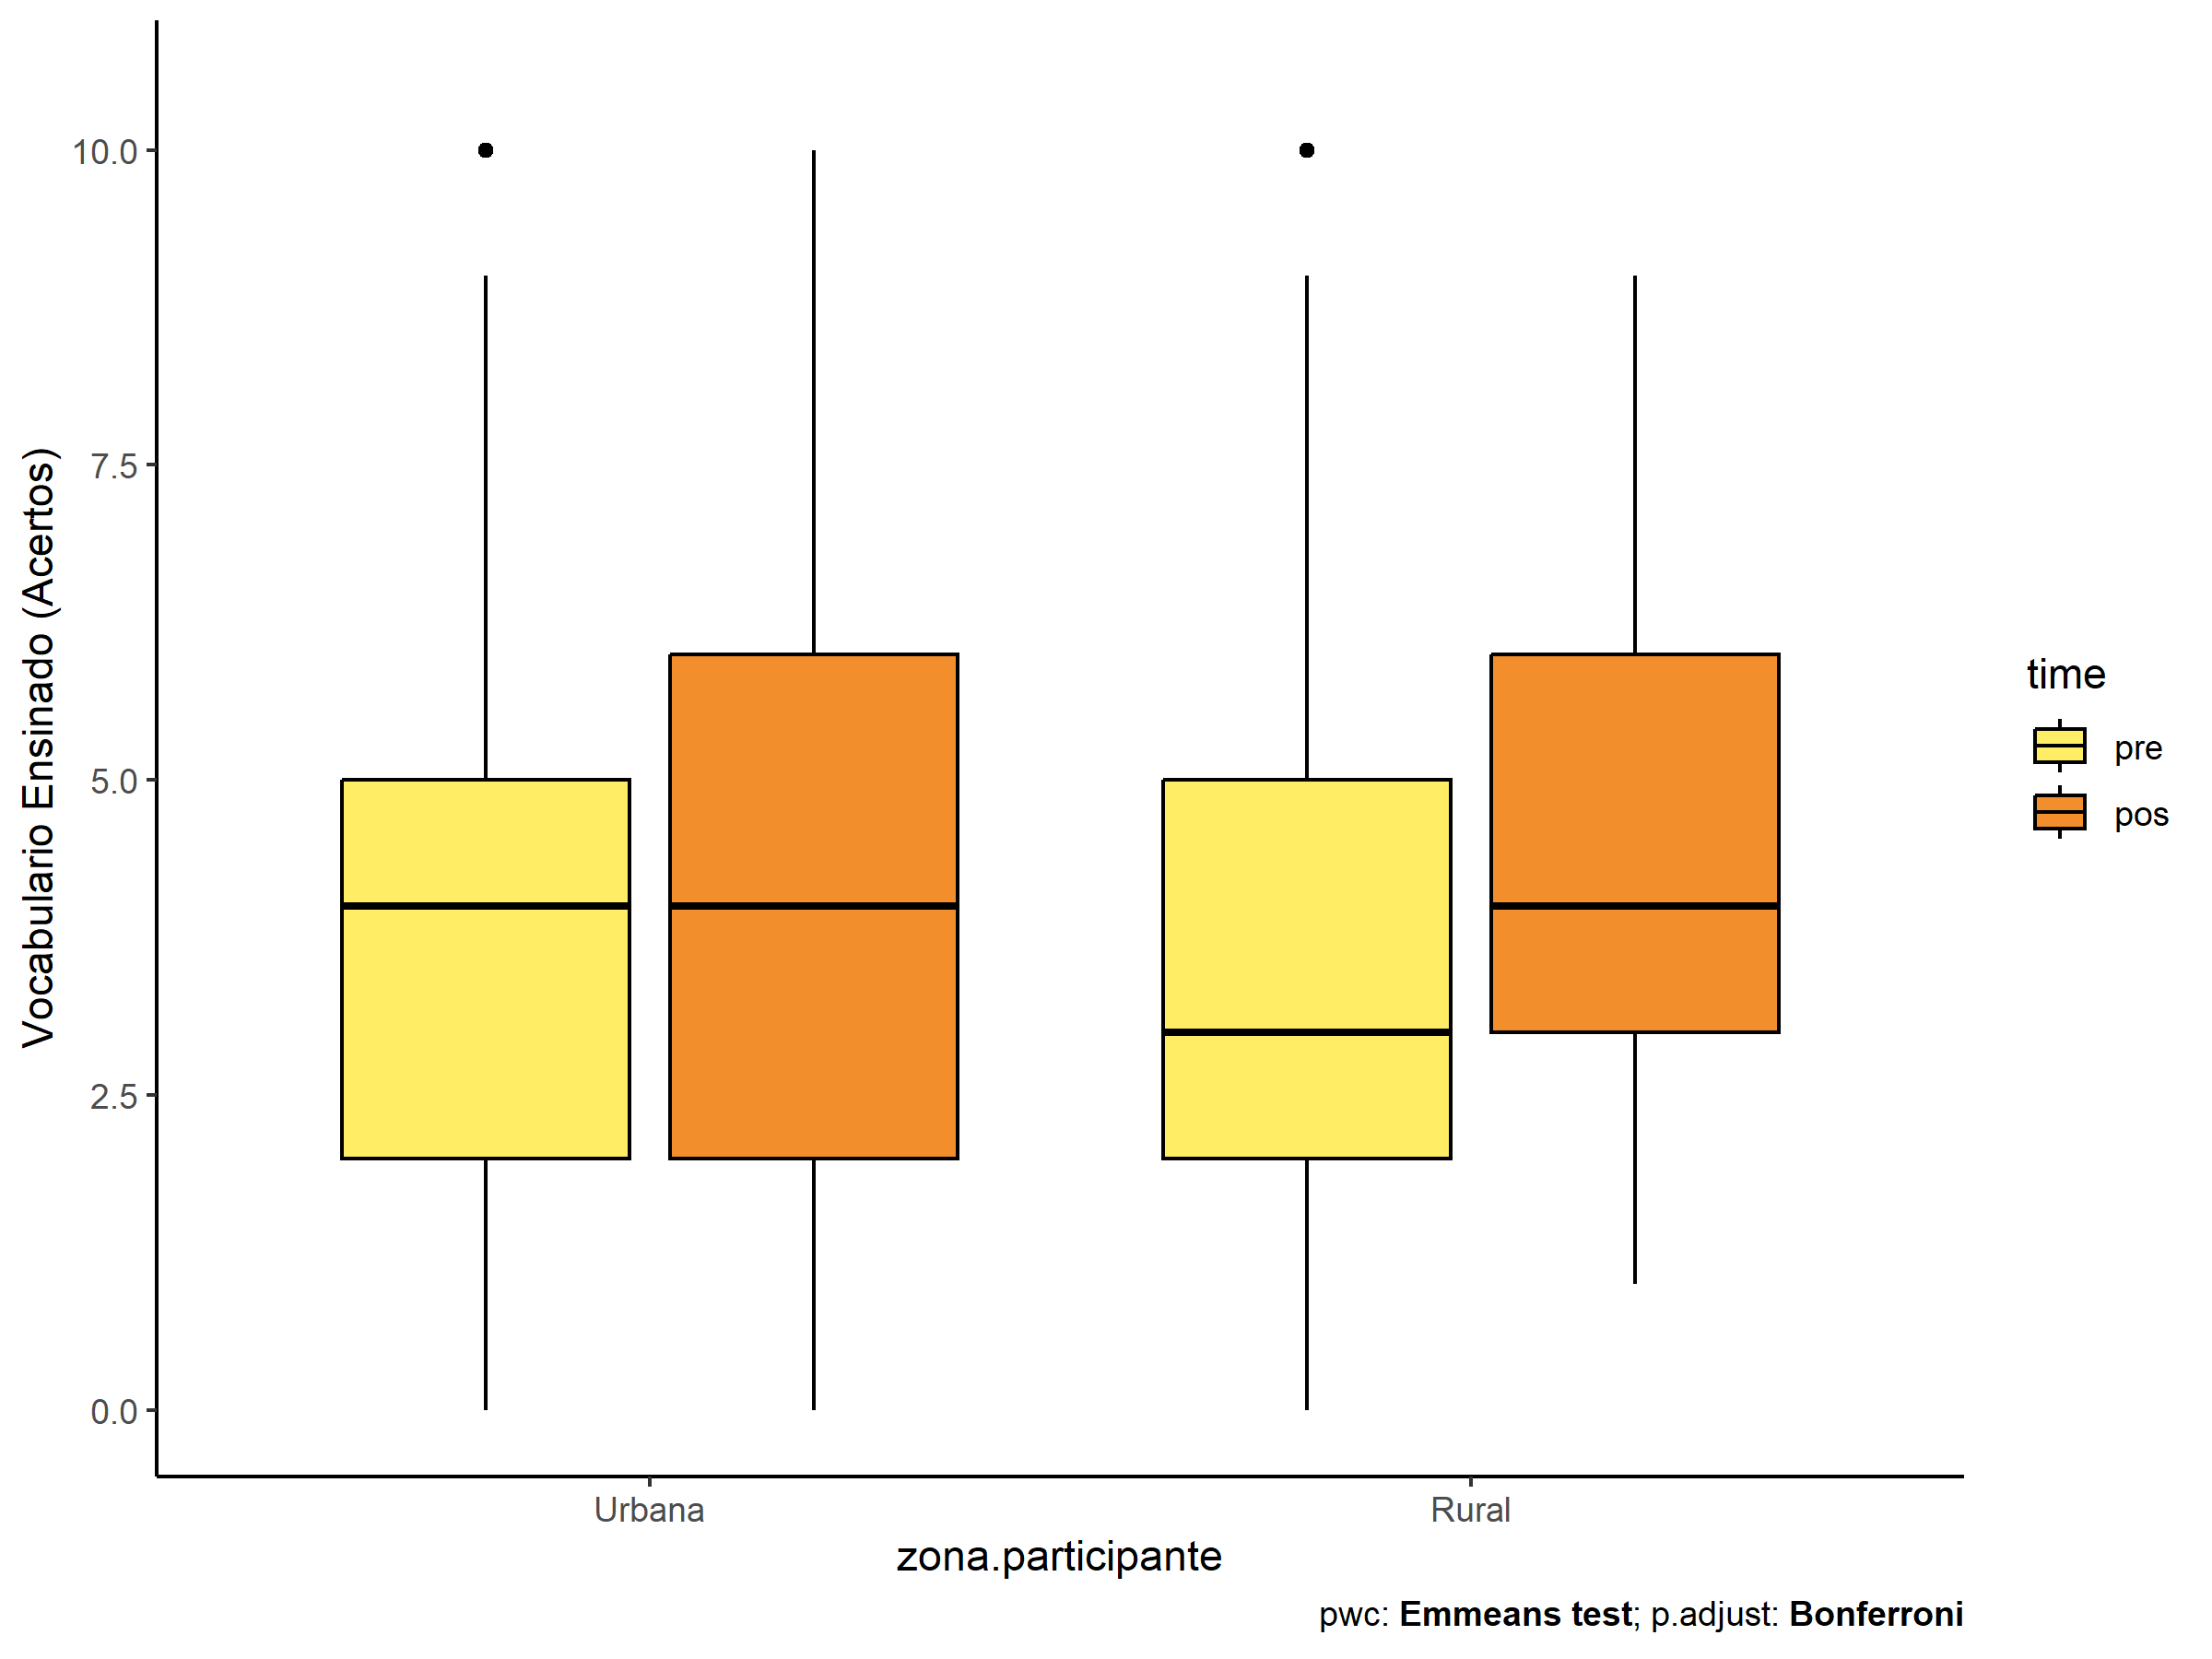 Vocabulario Ensinado (Acertos)
10.0
7.5
5.0
2.5
0.0
Urbana
Rural
zona.participante
time
pre
pos
pwc: Emmeans test; p.adjust: Bonferroni